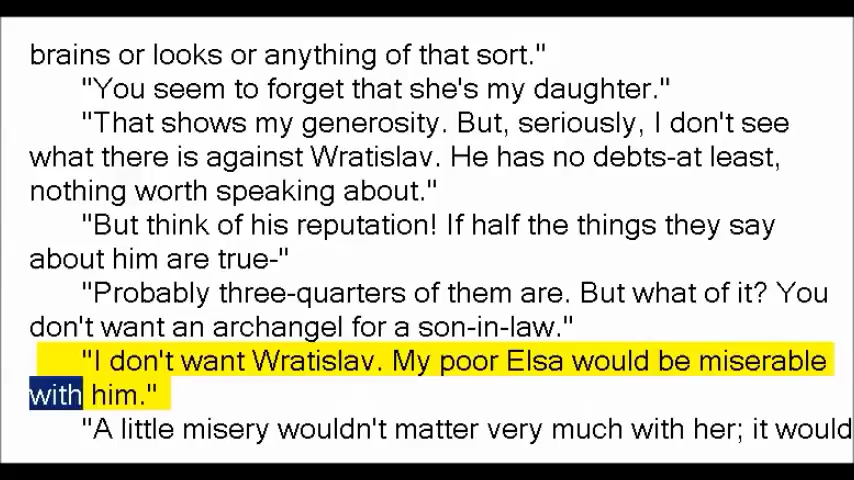 brains or looks or anything of that sort."
"You seem to forget that she's my daughter."
"That shows my generosity. But, seriously, I don't see
what there is against Wratislav. He has no debts-at least,
nothing worth speaking about."
"But think of his reputation! If half the things they say
about him are true-"
"Probably three-quarters of them are. But what of it? You
don't want an archangel for a son-in-law."
"I don't want Wratislav. My poor Elsa would be miserable
with him."
"A little misery wouldn't matter very much with her; it would